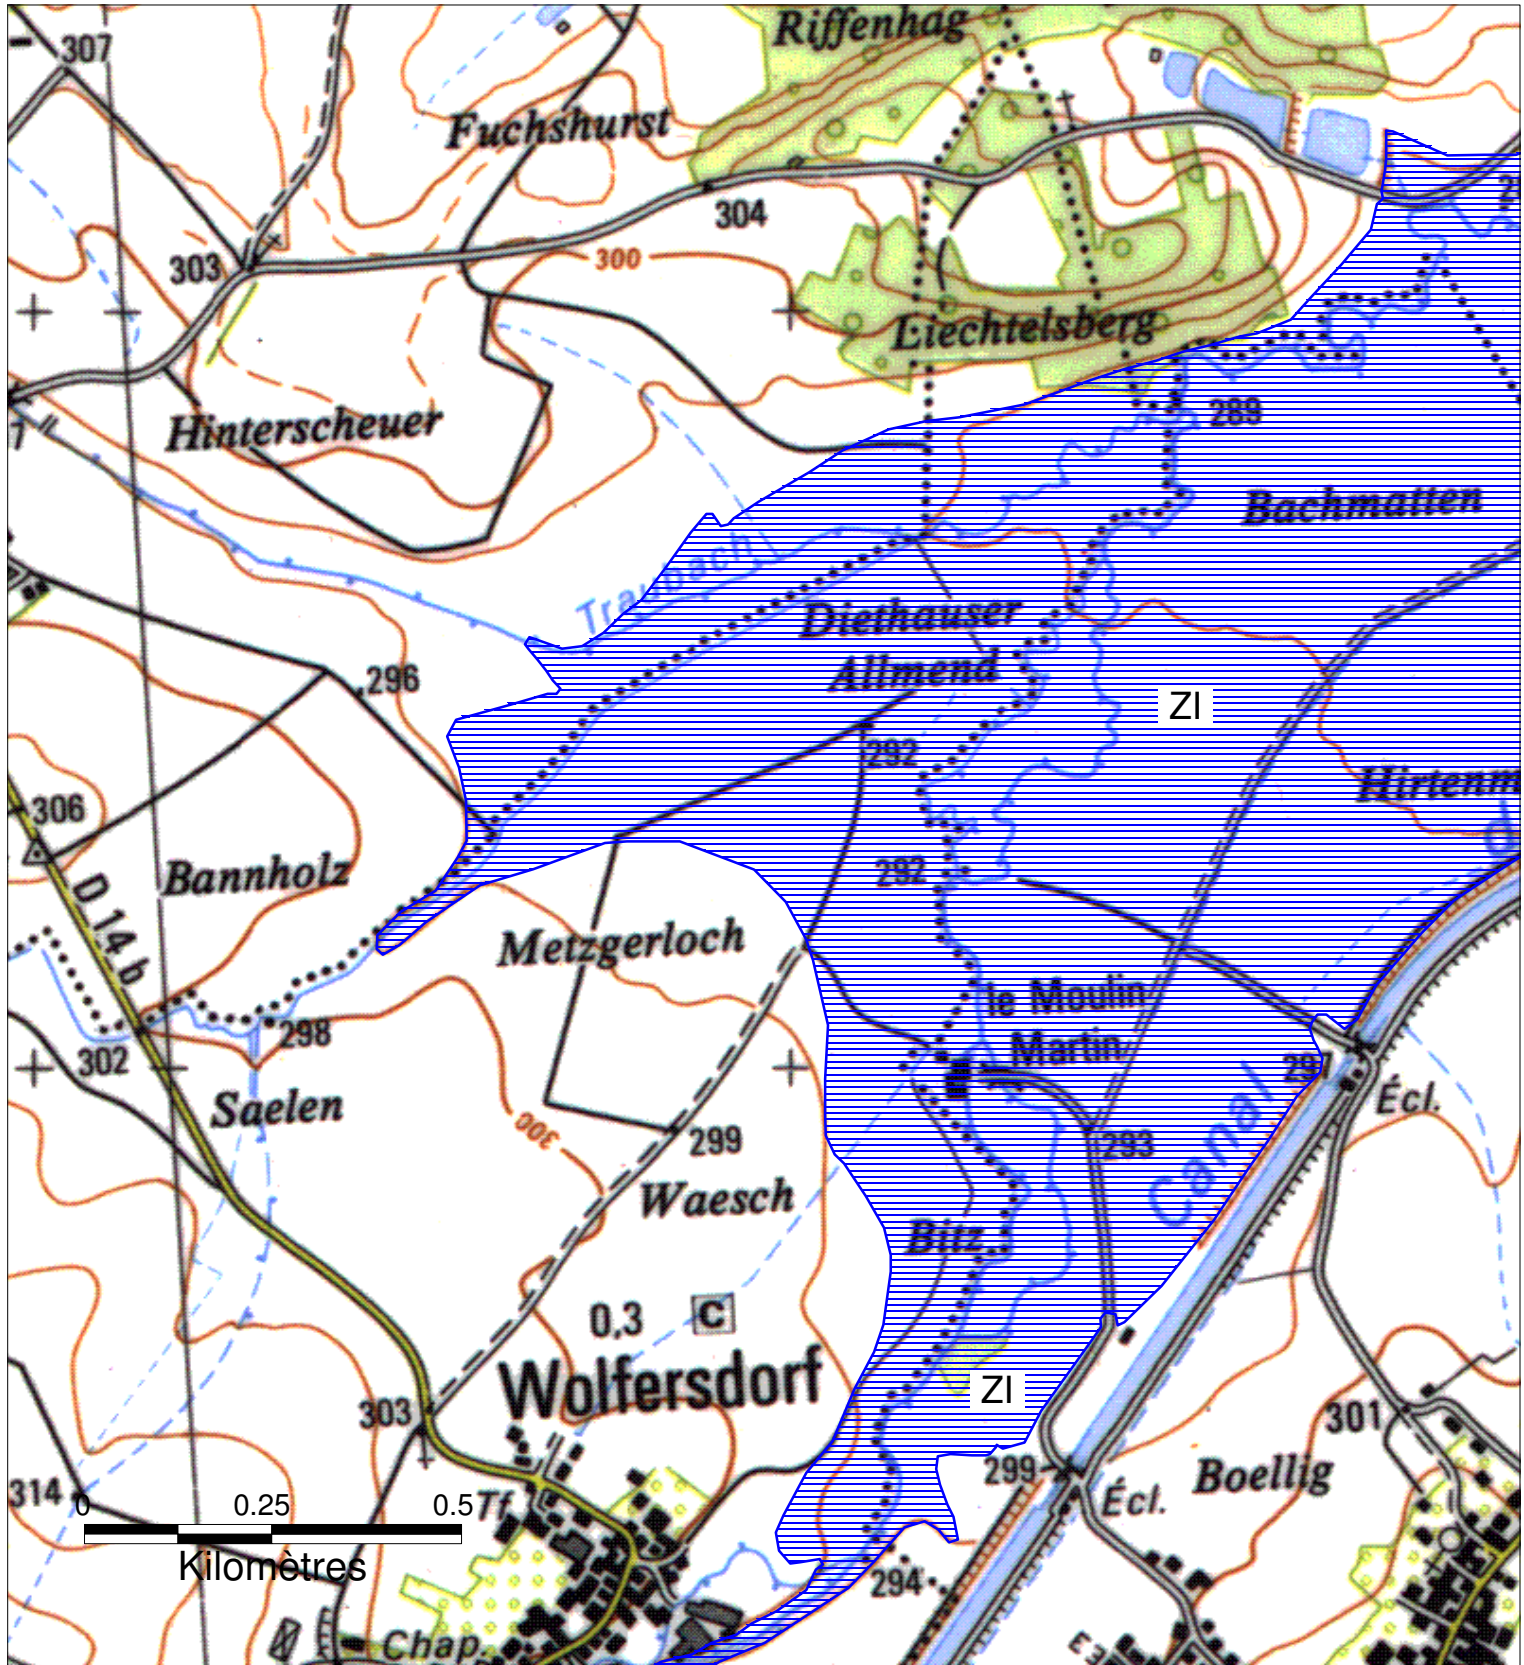 Riffenhag
307
Fuchshurst
304
303
300
Liechtelsberg
289
Hinterscheuer
Bachmatten
Traubach
Diethauser
Allmend
296
ZI
292
Hirtenm
306
d
Bannholz
D 14 b
292
Metzgerloch
le Moulin
Martin
298
302
297
Écl.
Saelen
300
299
Canal
293
Waesch
Bitz
0,3 C
Wolfersdorf
ZI
303
301
299
Boellig
314
0 0.25 0.5
Tf.
Écl.
Kilomètres
294
Chap.